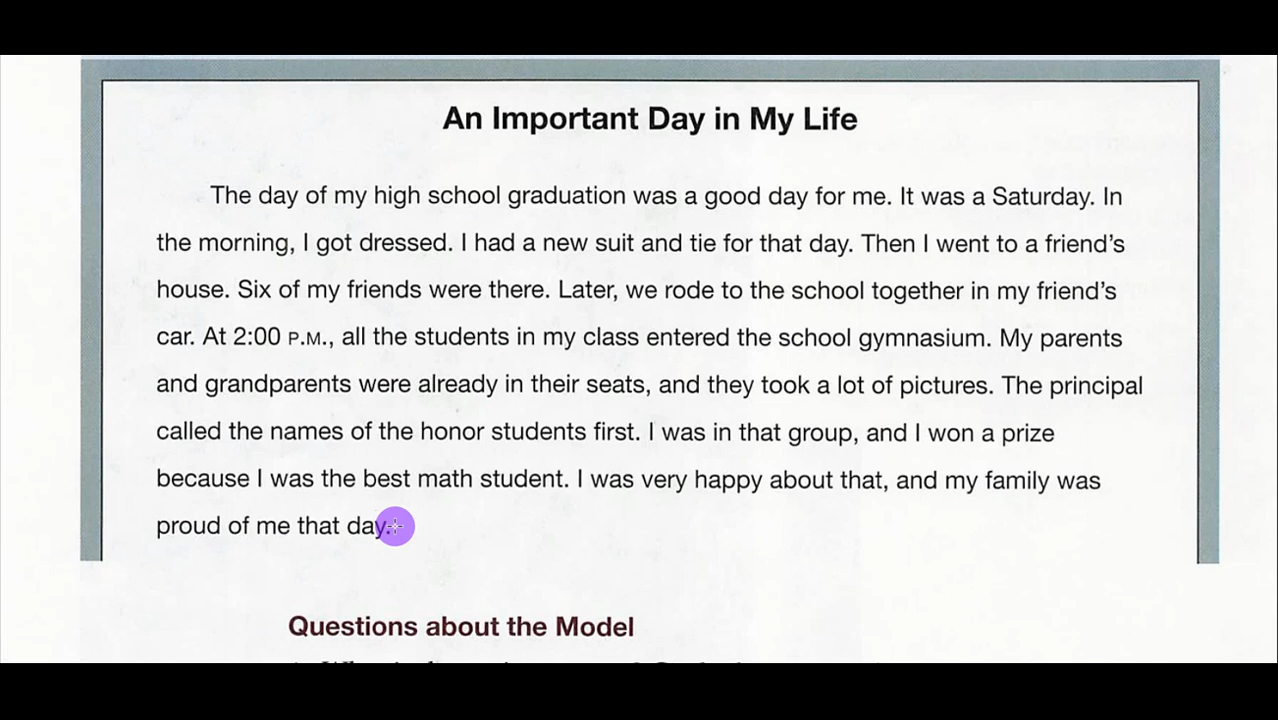 An Important Day in My Life
The day of my high school graduation was a good day for me. It was a Saturday. In
the morning, I got dressed. I had a new suit and tie for that day. Then I went to a friend's
house. Six of my friends were there. Later, we rode to the school together in my friend's
car. At 2:00 P.M., all the students in my class entered the school gymnasium. My parents
and grandparents were already in their seats, and they took a lot of pictures. The principal
called the names of the honor students first. I was in that group, and I won a prize
because I was the best math student. I was very happy about that, and my family was
proud of me that day.
Questions about the Model